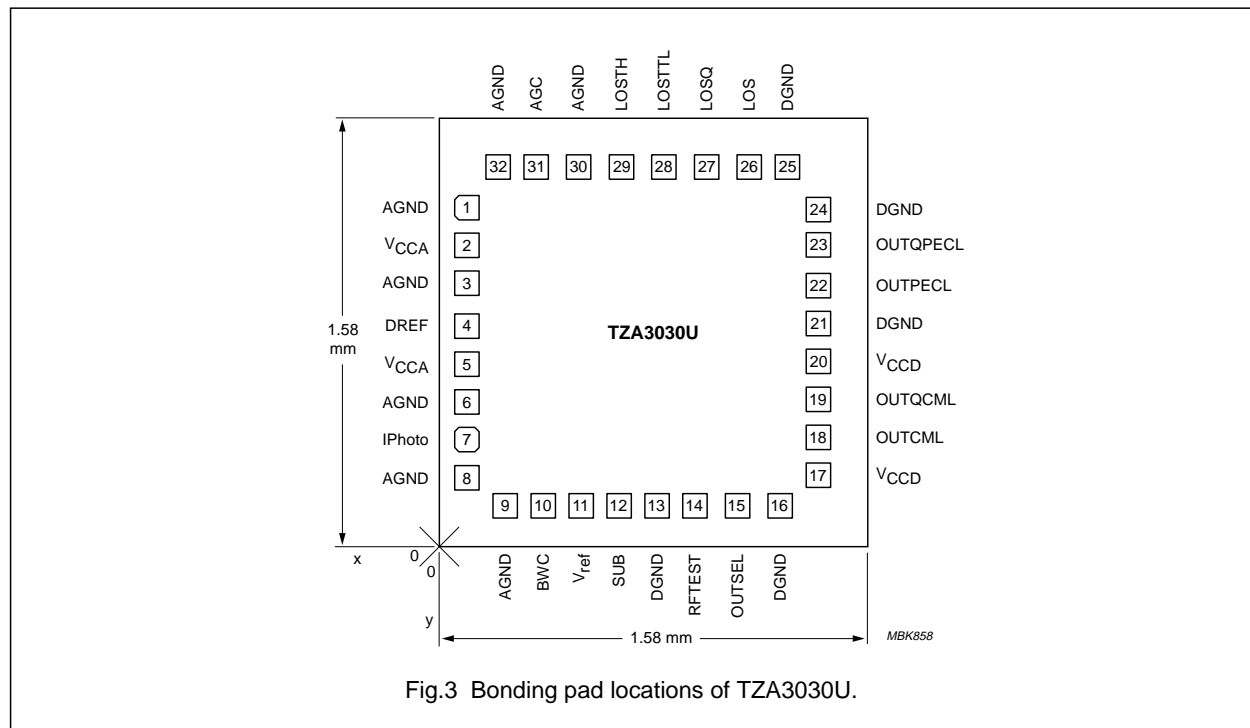 AGND
AGC
AGND
LOSTH
LOSTTL
LOSQ
LOS
DGND
32 31 30 29 28 27 26 25
AGND 1
VCCA 2
AGND 3
DREF 4
VCCA 5
AGND 6
IPhoto 7
AGND 8
1.58
mm
TZA3030U
24 DGND
23 OUTQPECL
22 OUTPECL
21 DGND
20 VCCD
19 OUTQCML
18 OUTCML
17 VCCD
9 10 11 12 13 14 15 16
x 0
0
y
AGND
BWC
Vref
SUB
DGND
RFTEST
OUTSEL
DGND
1.58 mm
MBK858
Fig.3 Bonding pad locations of TZA3030U.